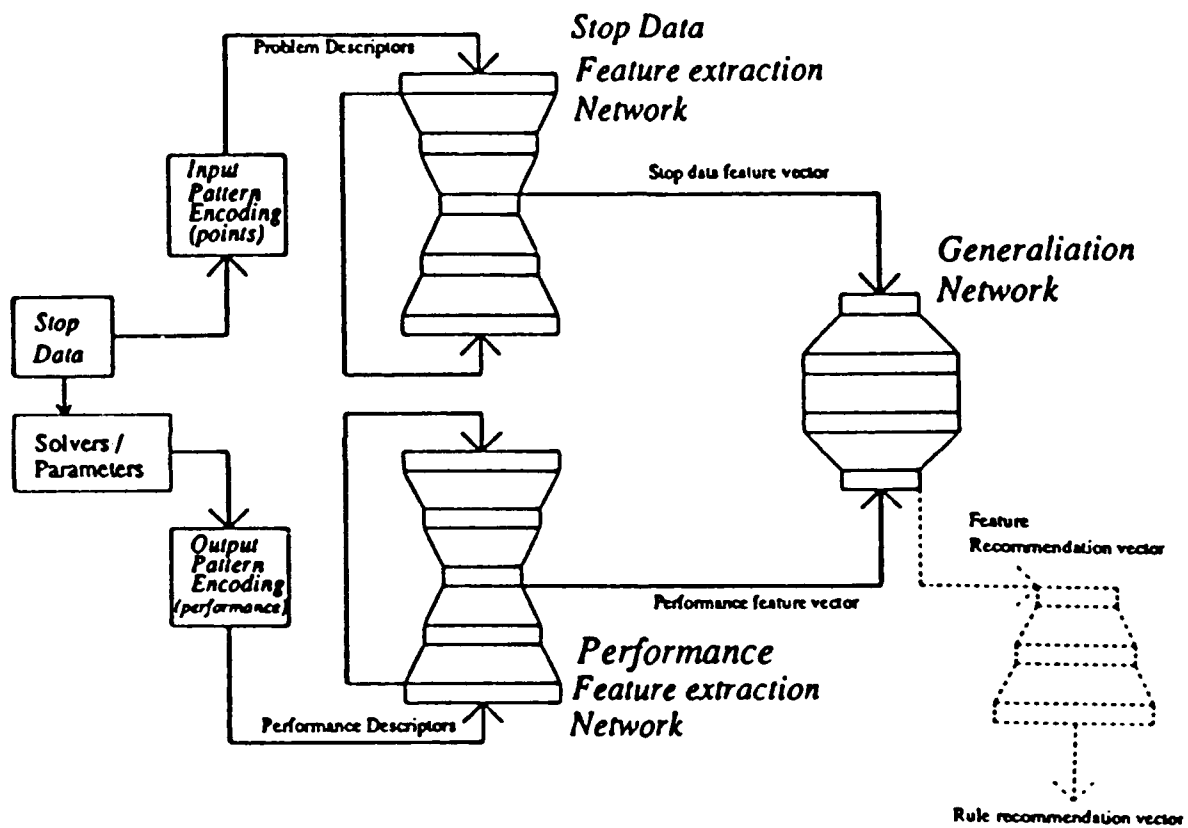 Problem Descriptors
Stop Data
Feature extraction
Network
Input
Pattern
Encoding
(points)
Stop data feature vector
Generaliation
Network
Stop
Data
Solvers /
Parameters
Output
Pattern
Encoding
(performance)
Feature
Recommendation vector
Performance feature vector
Performance
Feature extraction
Network
Performance Descriptors
Rule recommendation vector